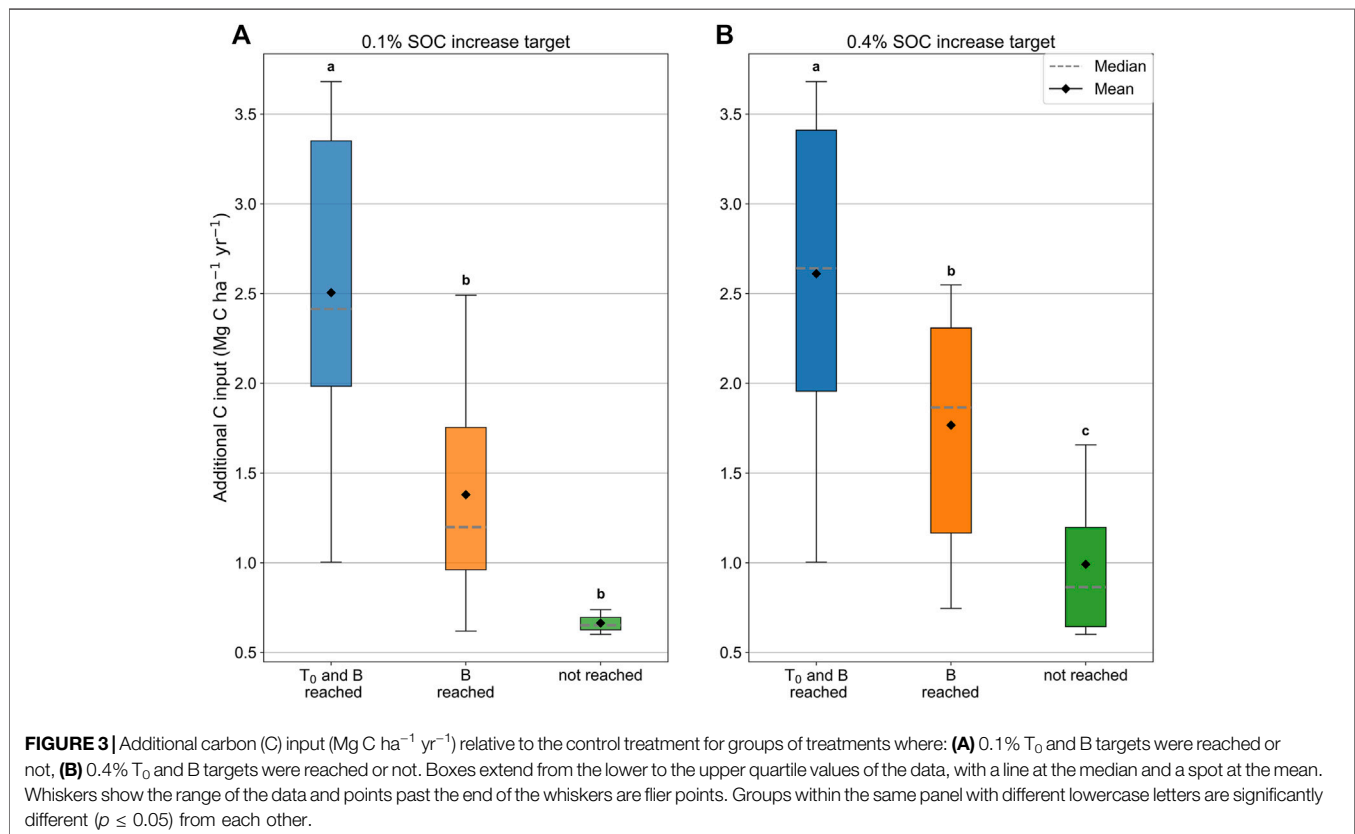 A
0.1% SOC increase target
Additional C input (Mg C ha⁻¹ yr⁻¹)
3.5
3.0
2.5
2.0
1.5
1.0
0.5
a
b
b
T₀ and B
reached
B
reached
not reached
B
0.4% SOC increase target
Median
Mean
3.5
3.0
2.5
2.0
1.5
1.0
0.5
a
b
c
T₀ and B
reached
B
reached
not reached
FIGURE 3 | Additional carbon (C) input (Mg C ha⁻¹ yr⁻¹) relative to the control treatment for groups of treatments where: (A) 0.1% T₀ and B targets were reached or
not, (B) 0.4% T₀ and B targets were reached or not. Boxes extend from the lower to the upper quartile values of the data, with a line at the median and a spot at the mean.
Whiskers show the range of the data and points past the end of the whiskers are flier points. Groups within the same panel with different lowercase letters are significantly
different (p ≤ 0.05) from each other.